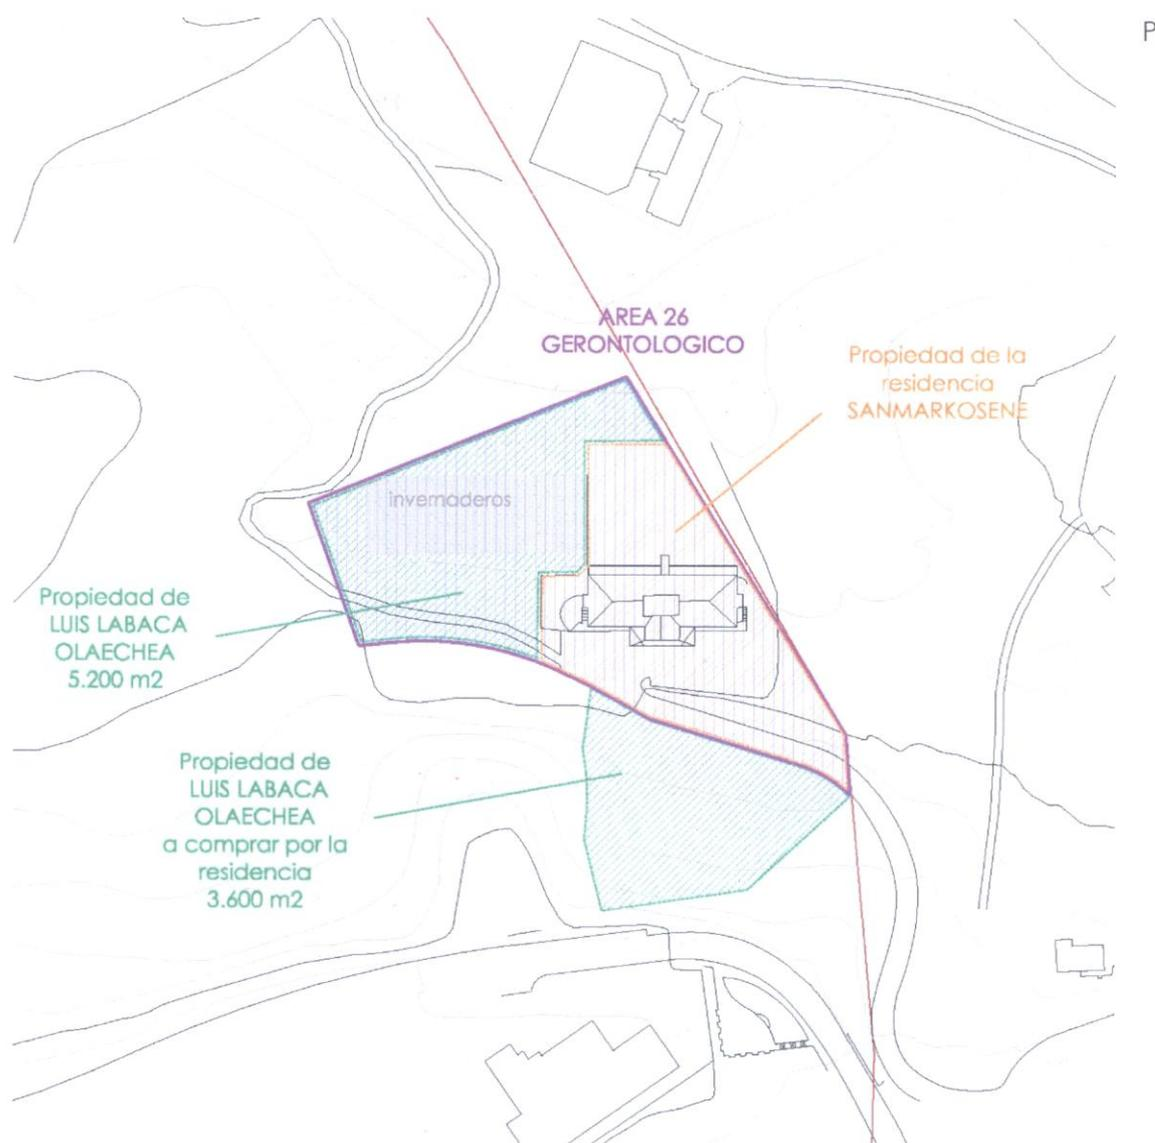 P
AREA 26
GERONTOLOGICO
Propiedad de la
residencia
SANMARKOSENE
invernaderos
Propiedad de
LUIS LABACA
OLAECHEA
5.200 m2
Propiedad de
LUIS LABACA
OLAECHEA
a comprar por la
residencia
3.600 m2